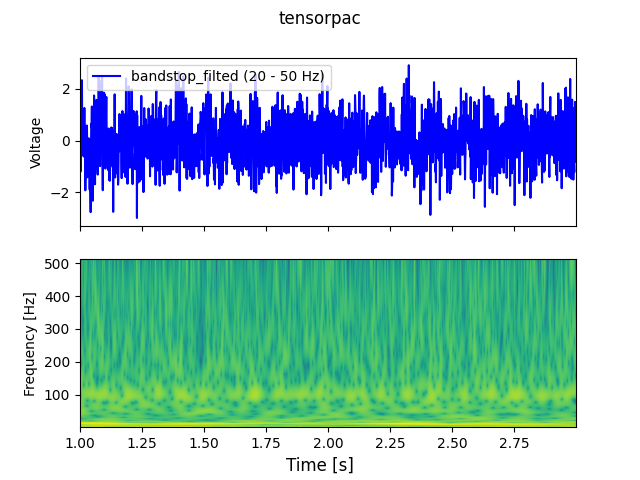 tensorpac
bandstop_filted (20 - 50 Hz)
Voltage
2
0
−2
Frequency [Hz]
500
400
300
200
100
1.00 1.25 1.50 1.75 2.00 2.25 2.50 2.75
Time [s]